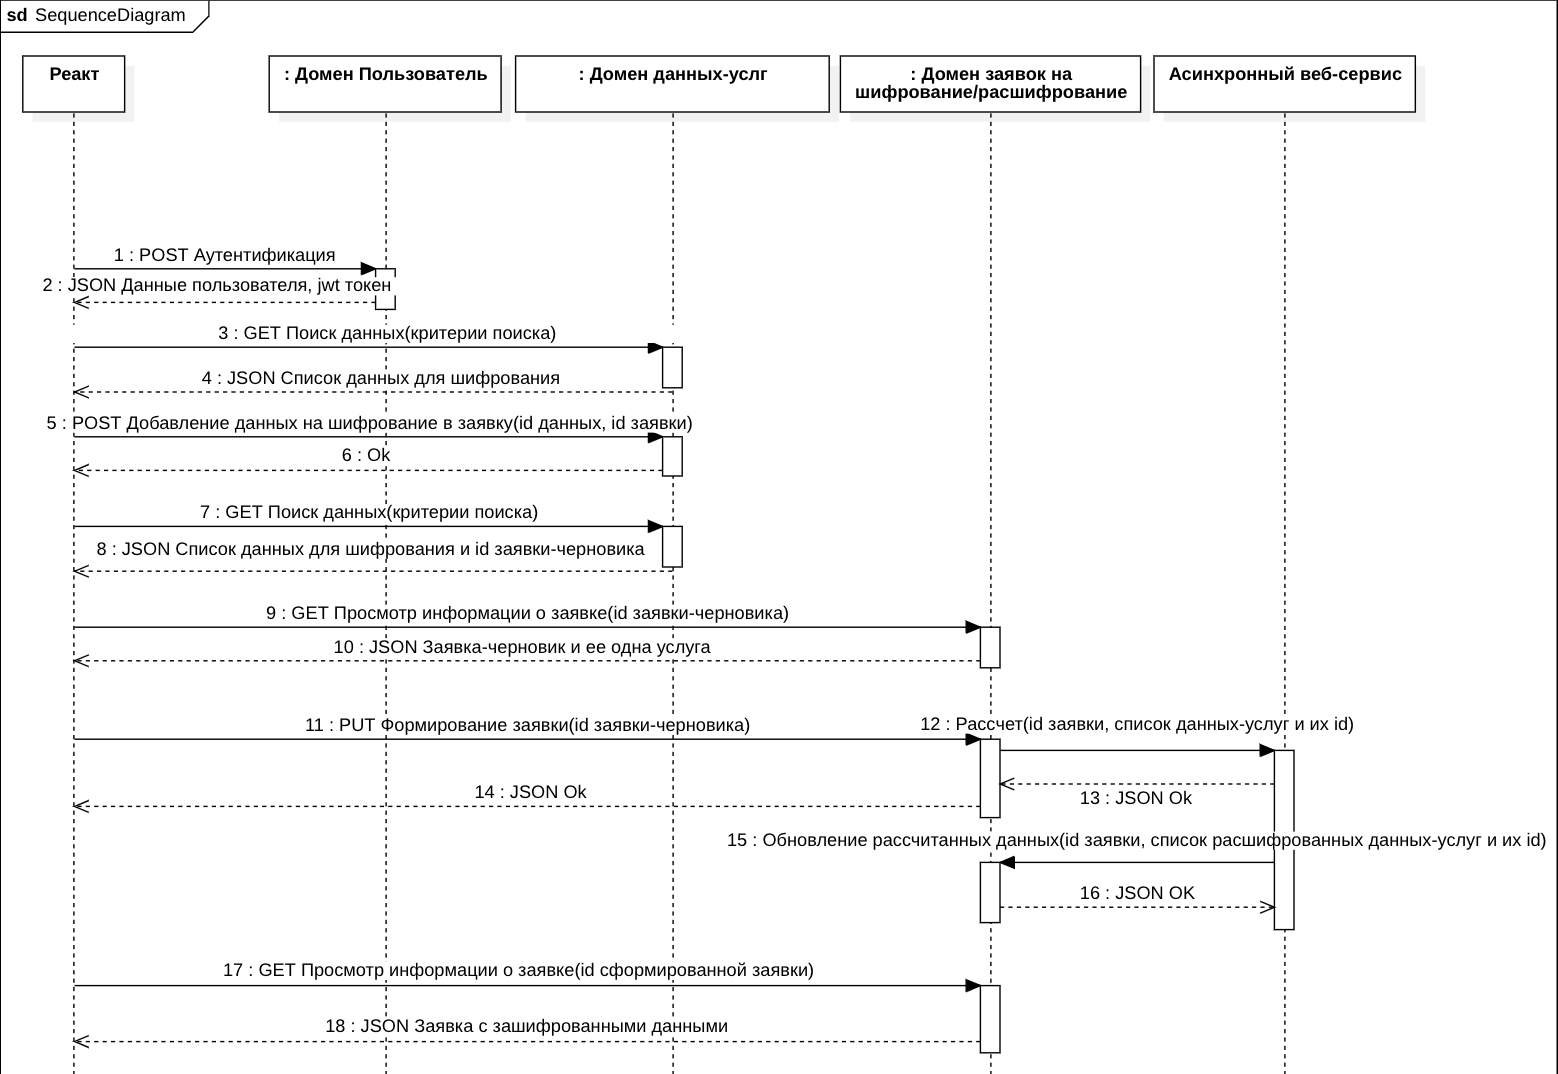 sd SequenceDiagram
Реакт
: Домен Пользователь
: Домен данных-услг
: Домен заявок на
шифрование/расшифрование
Асинхронный веб-сервис
1 : POST Аутентификация
2 : JSON Данные пользователя, jwt токен
3 : GET Поиск данных(критерии поиска)
4 : JSON Список данных для шифрования
5 : POST Добавление данных на шифрование в заявку(id данных, id заявки)
6 : Ok
7 : GET Поиск данных(критерии поиска)
8 : JSON Список данных для шифрования и id заявки-черновика
9 : GET Просмотр информации о заявке(id заявки-черновика)
10 : JSON Заявка-черновик и ее одна услуга
11 : PUT Формирование заявки(id заявки-черновика)
12 : Рассчет(id заявки, список данных-услуг и их id)
13 : JSON Ok
14 : JSON Ok
15 : Обновление рассчитанных данных(id заявки, список расшифрованных данных-услуг и их id)
16 : JSON OK
17 : GET Просмотр информации о заявке(id сформированной заявки)
18 : JSON Заявка с зашифрованными данными